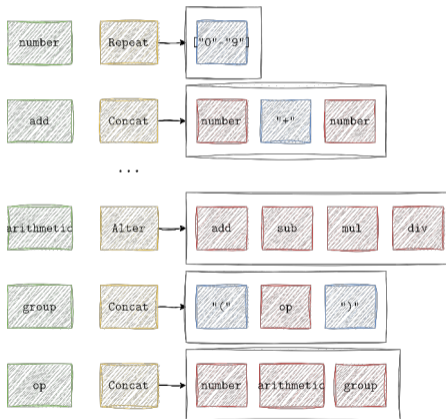 number Repeat ["0"-"9"]
add Concat number "+" number
...
arithmetic Alter add sub mul div
group Concat "(" op ")"
op Concat number arithmetic group